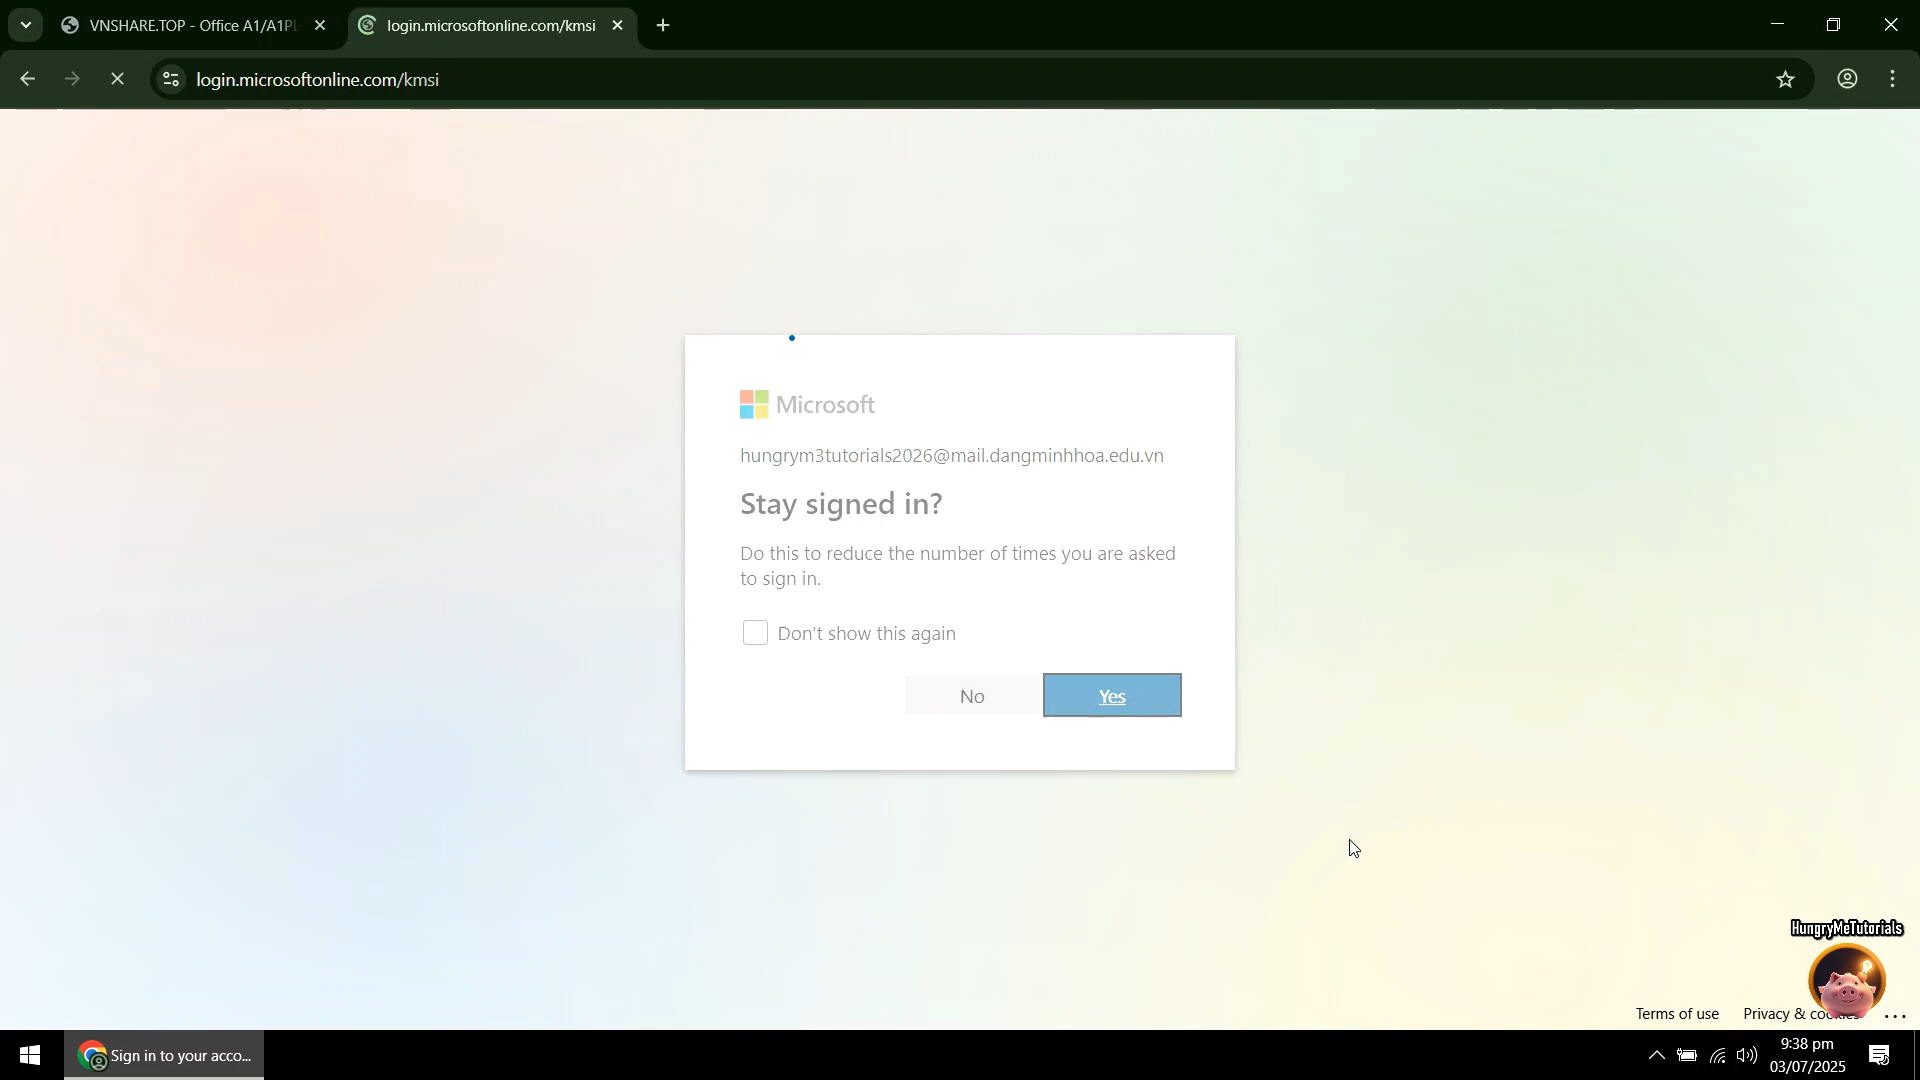 VNSHARE.TOP - Office A1/A1PL
login.microsoftonline.com/kmsi
login.microsoftonline.com/kmsi
Microsoft
hungrym3tutorials2026@mail.dangminhhoa.edu.vn
Stay signed in?
Do this to reduce the number of times you are asked
to sign in.
Don't show this again
No
Yes
HungryMeTutorials
Terms of use
Privacy & cookies
...
Sign in to your acco...
9:38 pm
03/07/2025